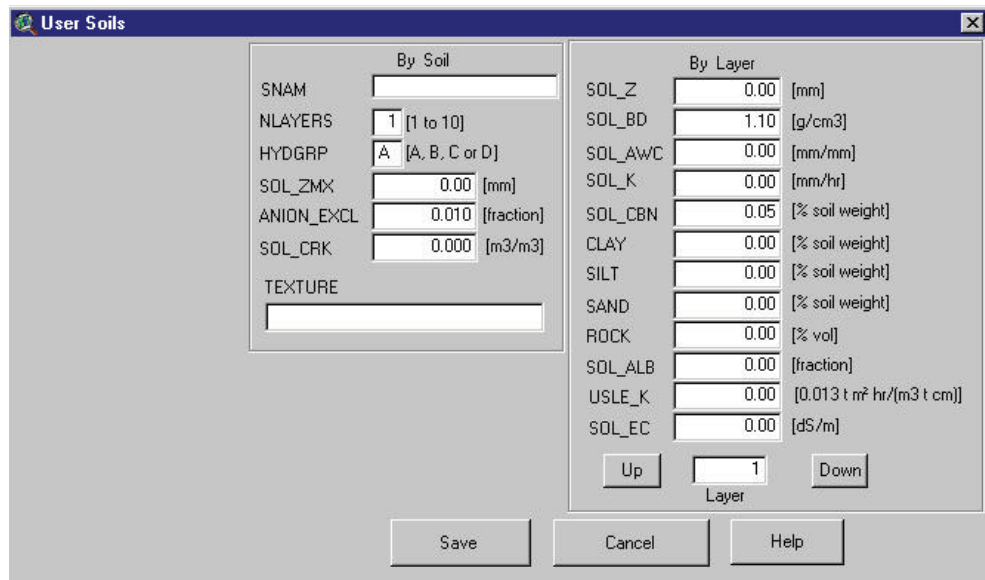 User Soils
By Soil
SNAM
NLAYERS 1 [1 to 10]
HYDGRP A [A, B, C or D]
SOL_ZMX 0.00 [mm]
ANION_EXCL 0.010 [fraction]
SOL_CRK 0.000 [m3/m3]
TEXTURE
By Layer
SOL_Z 0.00 [mm]
SOL_BD 1.10 [g/cm3]
SOL_AWC 0.00 [mm/mm]
SOL_K 0.00 [mm/hr]
SOL_CBN 0.05 [% soil weight]
CLAY 0.00 [% soil weight]
SILT 0.00 [% soil weight]
SAND 0.00 [% soil weight]
ROCK 0.00 [% vol]
SOL_ALB 0.00 [fraction]
USLE_K 0.00 [0.013 t m² hr/(m3 t cm)]
SOL_EC 0.00 [dS/m]
Up 1 Down
Layer
Save Cancel Help